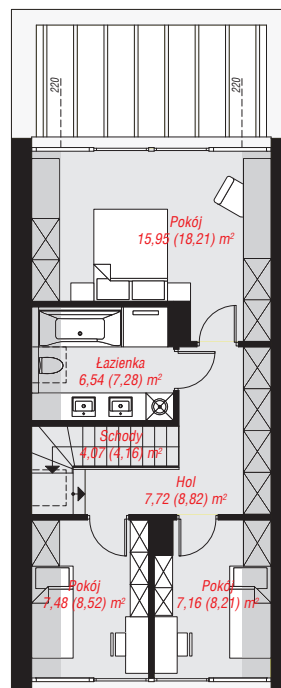 220
220
Pokój
15,95 (18,21) m²
Łazienka
6,54 (7,28) m²
Schody
4,07 (4,16) m²
Hol
7,72 (8,82) m²
Pokój
7,48 (8,52) m²
Pokój
7,16 (8,21) m²